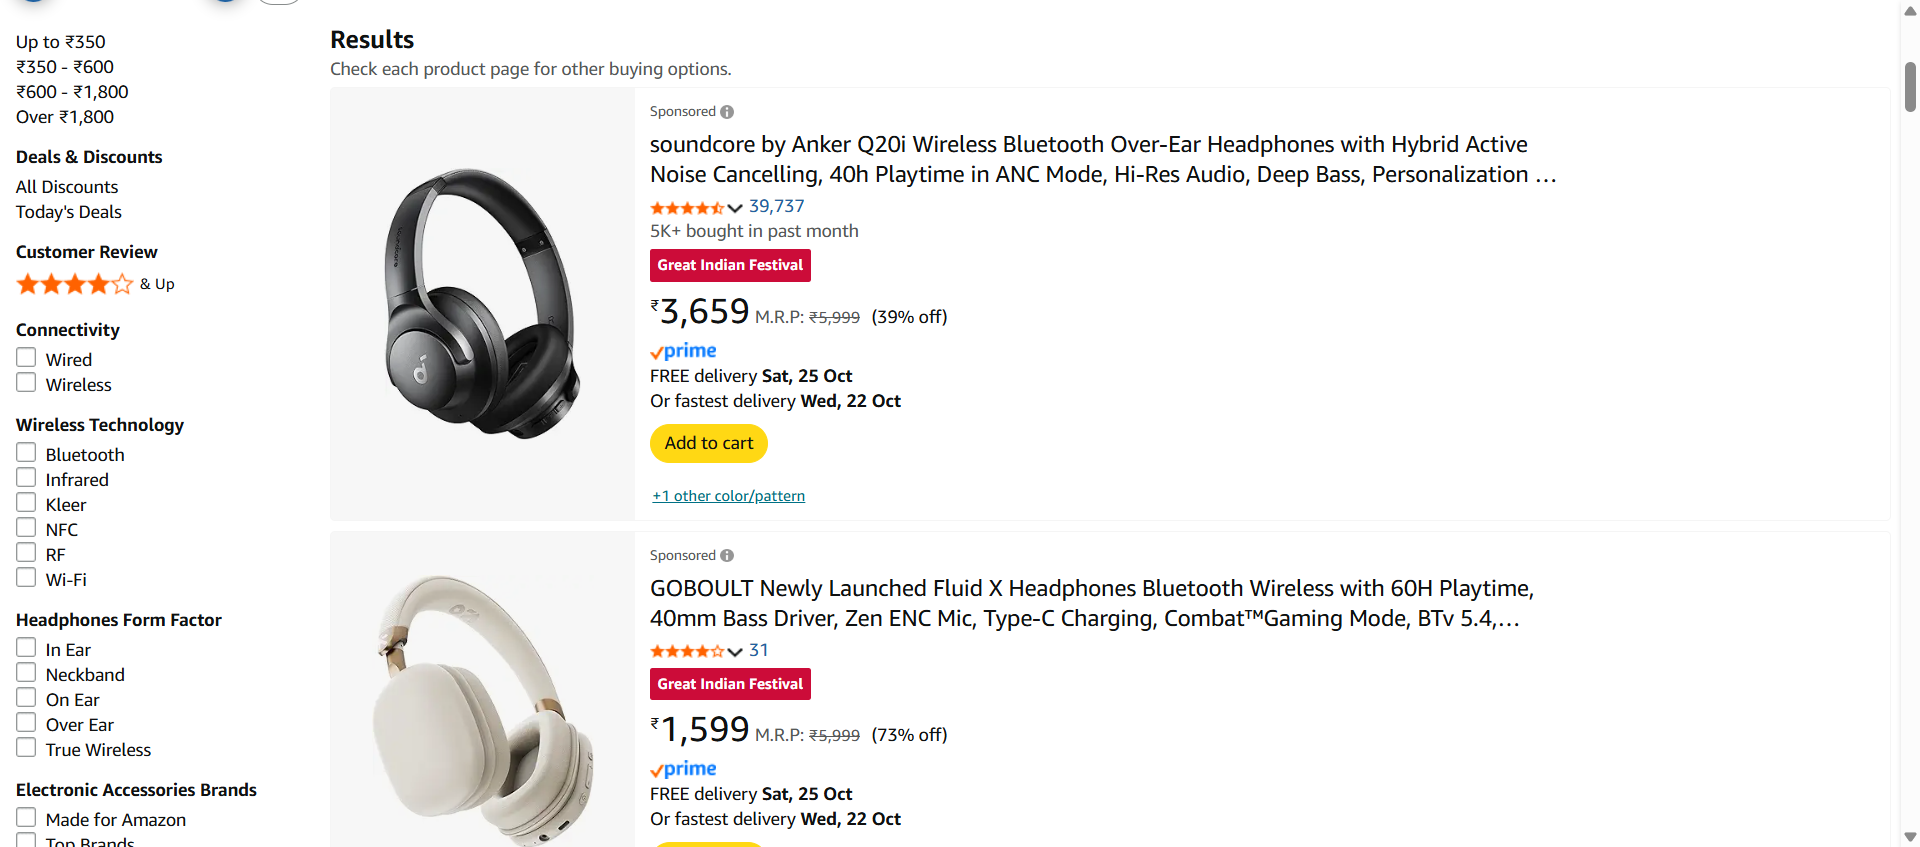 Up to ₹350
₹350 - ₹600
₹600 - ₹1,800
Over ₹1,800
Deals & Discounts
All Discounts
Today's Deals
Customer Review
& Up
Connectivity
Wired
Wireless
Wireless Technology
Bluetooth
Infrared
Kleer
NFC
RF
Wi-Fi
Headphones Form Factor
In Ear
Neckband
On Ear
Over Ear
True Wireless
Electronic Accessories Brands
Made for Amazon
Top Brands
Results
Check each product page for other buying options.
Sponsored
soundcore by Anker Q20i Wireless Bluetooth Over-Ear Headphones with Hybrid Active
Noise Cancelling, 40h Playtime in ANC Mode, Hi-Res Audio, Deep Bass, Personalization …
39,737
5K+ bought in past month
Great Indian Festival
₹3,659 M.R.P: ₹5,999 (39% off)
prime
FREE delivery Sat, 25 Oct
Or fastest delivery Wed, 22 Oct
Add to cart
+1 other color/pattern
Sponsored
GOBOULT Newly Launched Fluid X Headphones Bluetooth Wireless with 60H Playtime,
40mm Bass Driver, Zen ENC Mic, Type-C Charging, Combat™Gaming Mode, BTv 5.4,…
31
Great Indian Festival
₹1,599 M.R.P: ₹5,999 (73% off)
prime
FREE delivery Sat, 25 Oct
Or fastest delivery Wed, 22 Oct